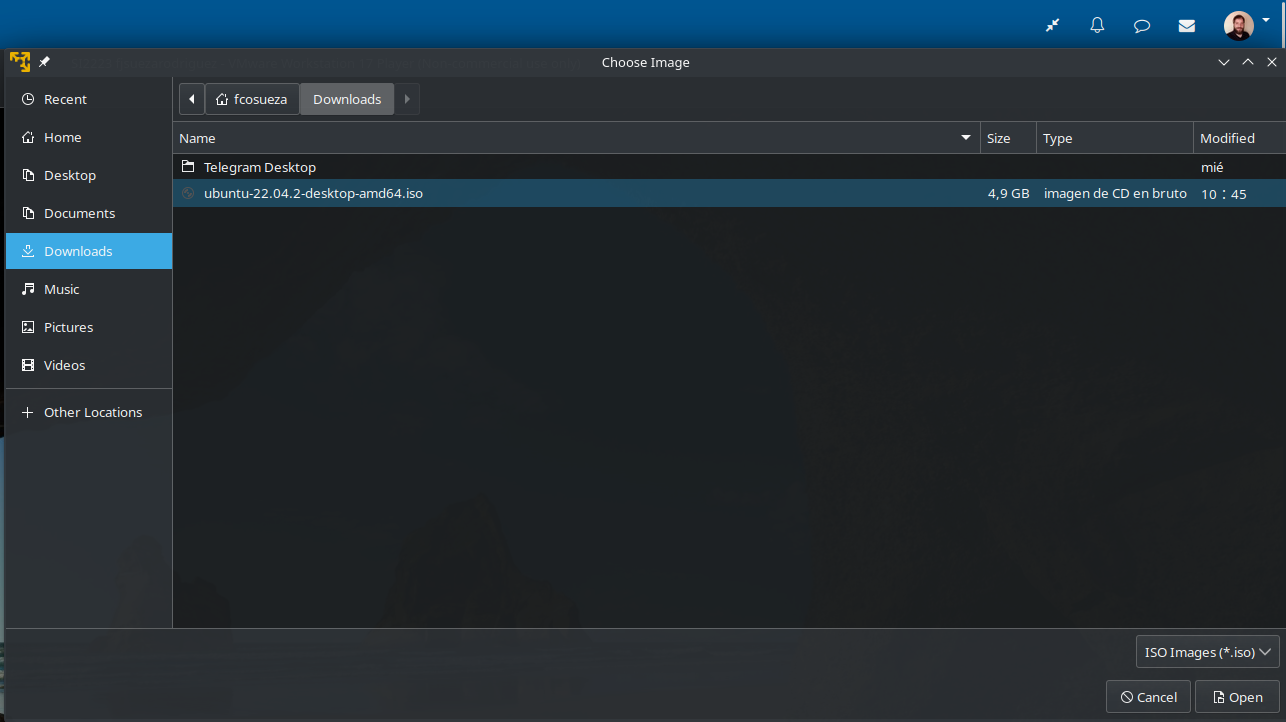 Choose Image
Recent
Home
Desktop
Documents
Downloads
Music
Pictures
Videos
Other Locations
fcosueza Downloads
Name Size Type Modified
Telegram Desktop mié
ubuntu-22.04.2-desktop-amd64.iso 4,9 GB imagen de CD en bruto 10：45
ISO Images (*.iso)
Cancel Open